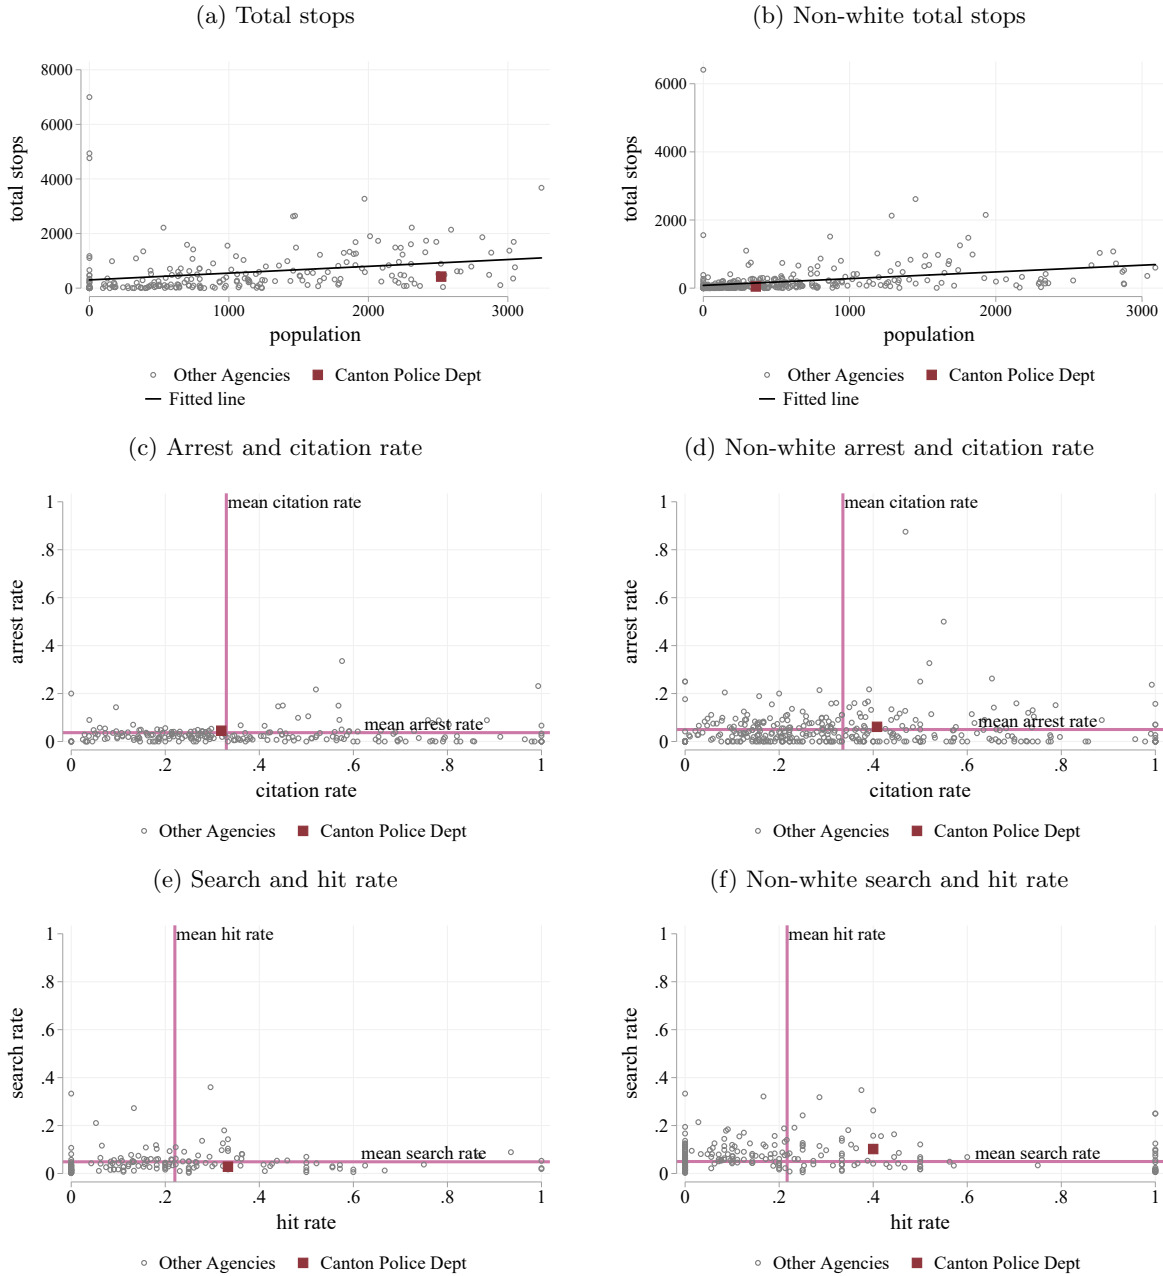 (a) Total stops
(b) Non-white total stops
8000
6000
4000
2000
0
total stops
0
1000
2000
3000
population
6000
4000
2000
0
total stops
0
1000
2000
3000
population
Other Agencies
Canton Police Dept
Fitted line
Other Agencies
Canton Police Dept
Fitted line
(c) Arrest and citation rate
(d) Non-white arrest and citation rate
1
.8
.6
.4
.2
0
arrest rate
mean citation rate
mean arrest rate
0
.2
.4
.6
.8
1
citation rate
1
.8
.6
.4
.2
0
arrest rate
mean citation rate
mean arrest rate
0
.2
.4
.6
.8
1
citation rate
Other Agencies
Canton Police Dept
Other Agencies
Canton Police Dept
(e) Search and hit rate
(f) Non-white search and hit rate
1
.8
.6
.4
.2
0
search rate
mean hit rate
mean search rate
0
.2
.4
.6
.8
1
hit rate
1
.8
.6
.4
.2
0
search rate
mean hit rate
mean search rate
0
.2
.4
.6
.8
1
hit rate
Other Agencies
Canton Police Dept
Other Agencies
Canton Police Dept